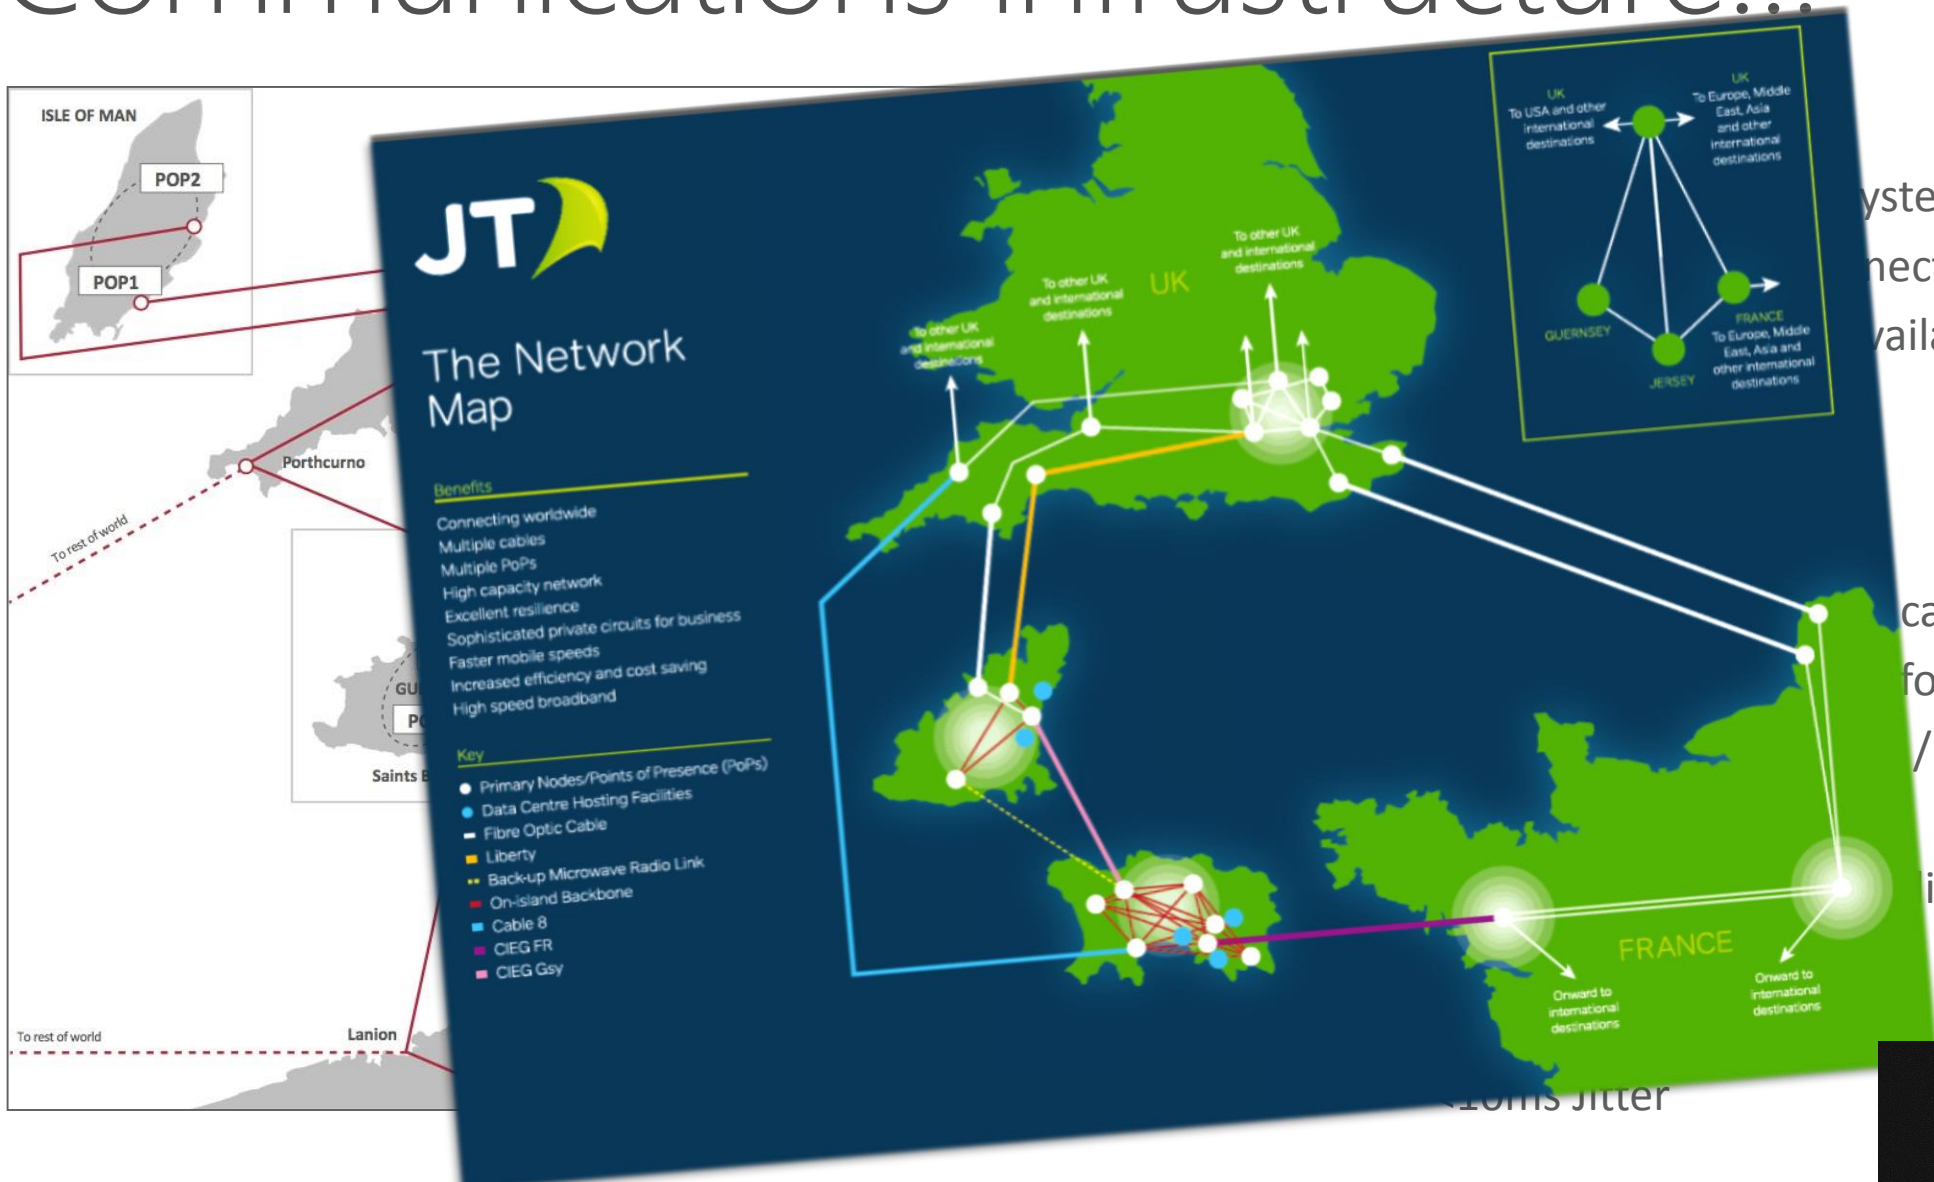 Communications Infrastructure...
ISLE OF MAN
POP2
POP1
Porthcurno
To rest of world
Saints
To rest of world
Lanion
JT
The Network
Map
Benefits
Connecting worldwide
Multiple cables
Multiple PoPs
High capacity network
Excellent resilience
Sophisticated private circuits for business
Faster mobile speeds
Increased efficiency and cost saving
High speed broadband
Key
Primary Nodes/Points of Presence (PoPs)
Data Centre Hosting Facilities
Fibre Optic Cable
Liberty
Back-up Microwave Radio Link
On-island Backbone
Cable 8
CIEG FR
CIEG Gsy
To other UK
and international
destinations
To other UK
and international
destinations
To other UK
and international
destinations
UK
FRANCE
Onward to
international
destinations
Onward to
international
destinations
UK
To USA and other
international
destinations
UK
To Europe, Middle
East, Asia
and other
international
destinations
GUERNSEY
JERSEY
FRANCE
To Europe, Middle
East, Asia and
other international
destinations
<10ms Jitter